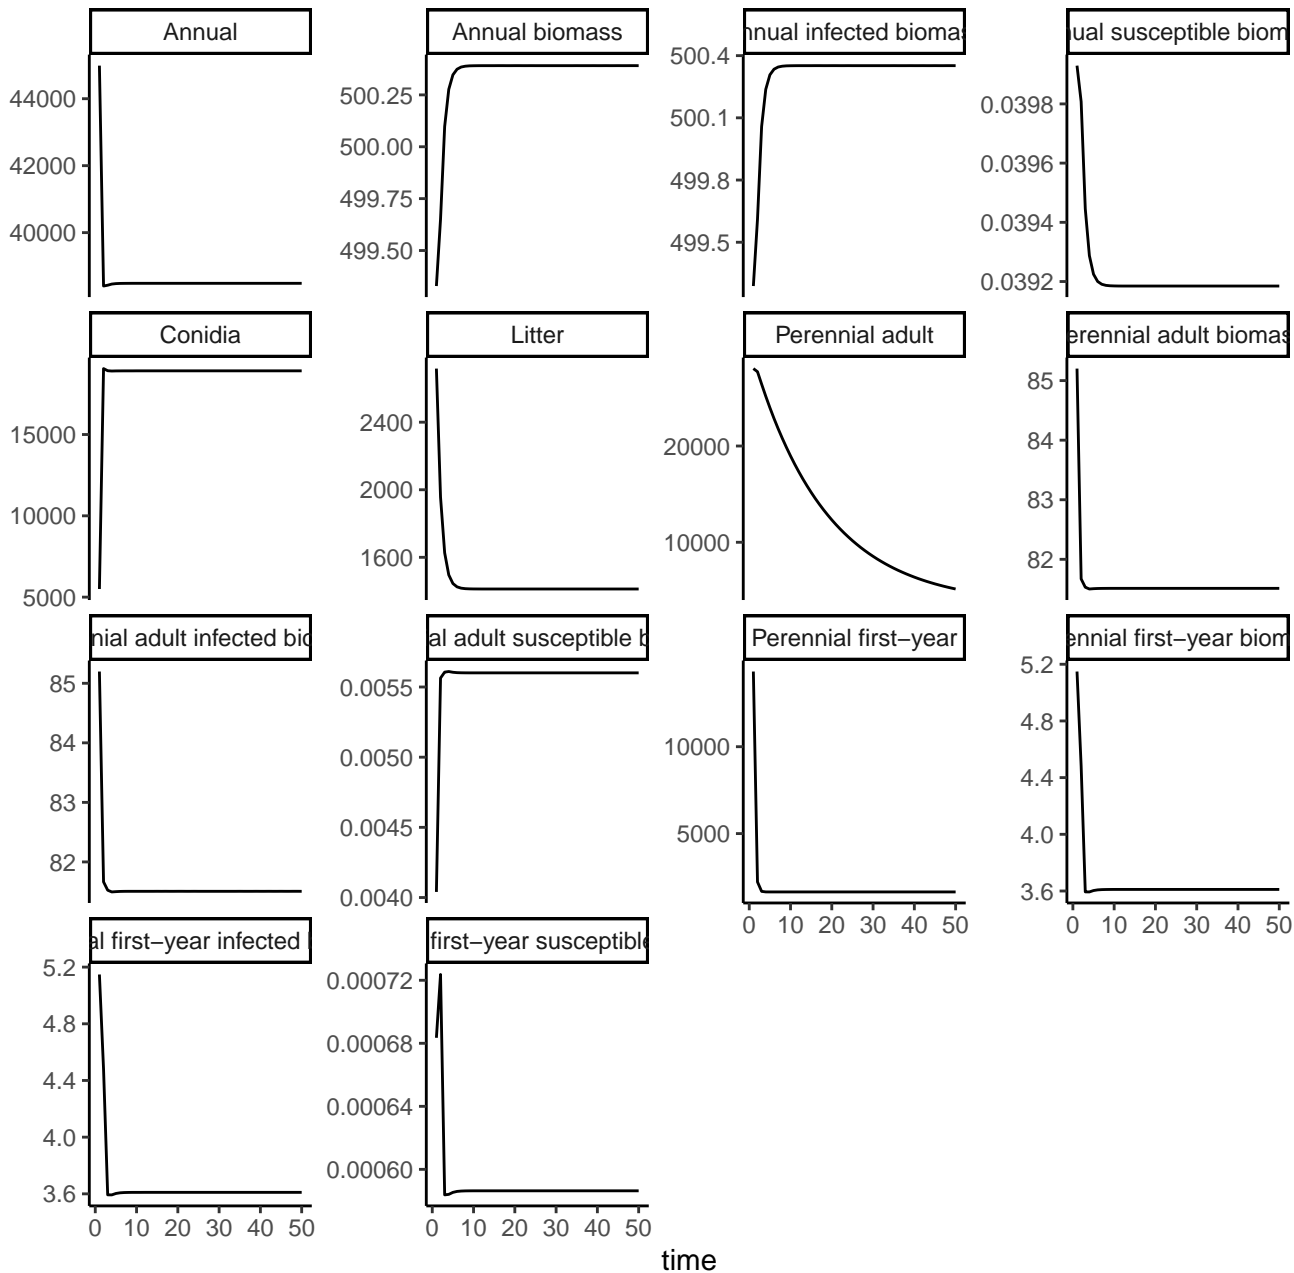 Annual
Annual biomass
nnual infected biomas
ual susceptible biom
44000
42000
40000
500.25
500.00
499.75
499.50
500.4
500.1
499.8
499.5
0.0398
0.0396
0.0394
0.0392
Conidia
Litter
Perennial adult
erennial adult biomas
15000
10000
5000
2400
2000
1600
20000
10000
85
84
83
82
nial adult infected bio
al adult susceptible b
Perennial first–year
ennial first–year biom
85
84
83
82
0.0055
0.0050
0.0045
0.0040
10000
5000
0 10 20 30 40 50
5.2
4.8
4.4
4.0
3.6
0 10 20 30 40 50
al first–year infected
first–year susceptible
5.2
4.8
4.4
4.0
3.6
0 10 20 30 40 50
0.00072
0.00068
0.00064
0.00060
0 10 20 30 40 50
time